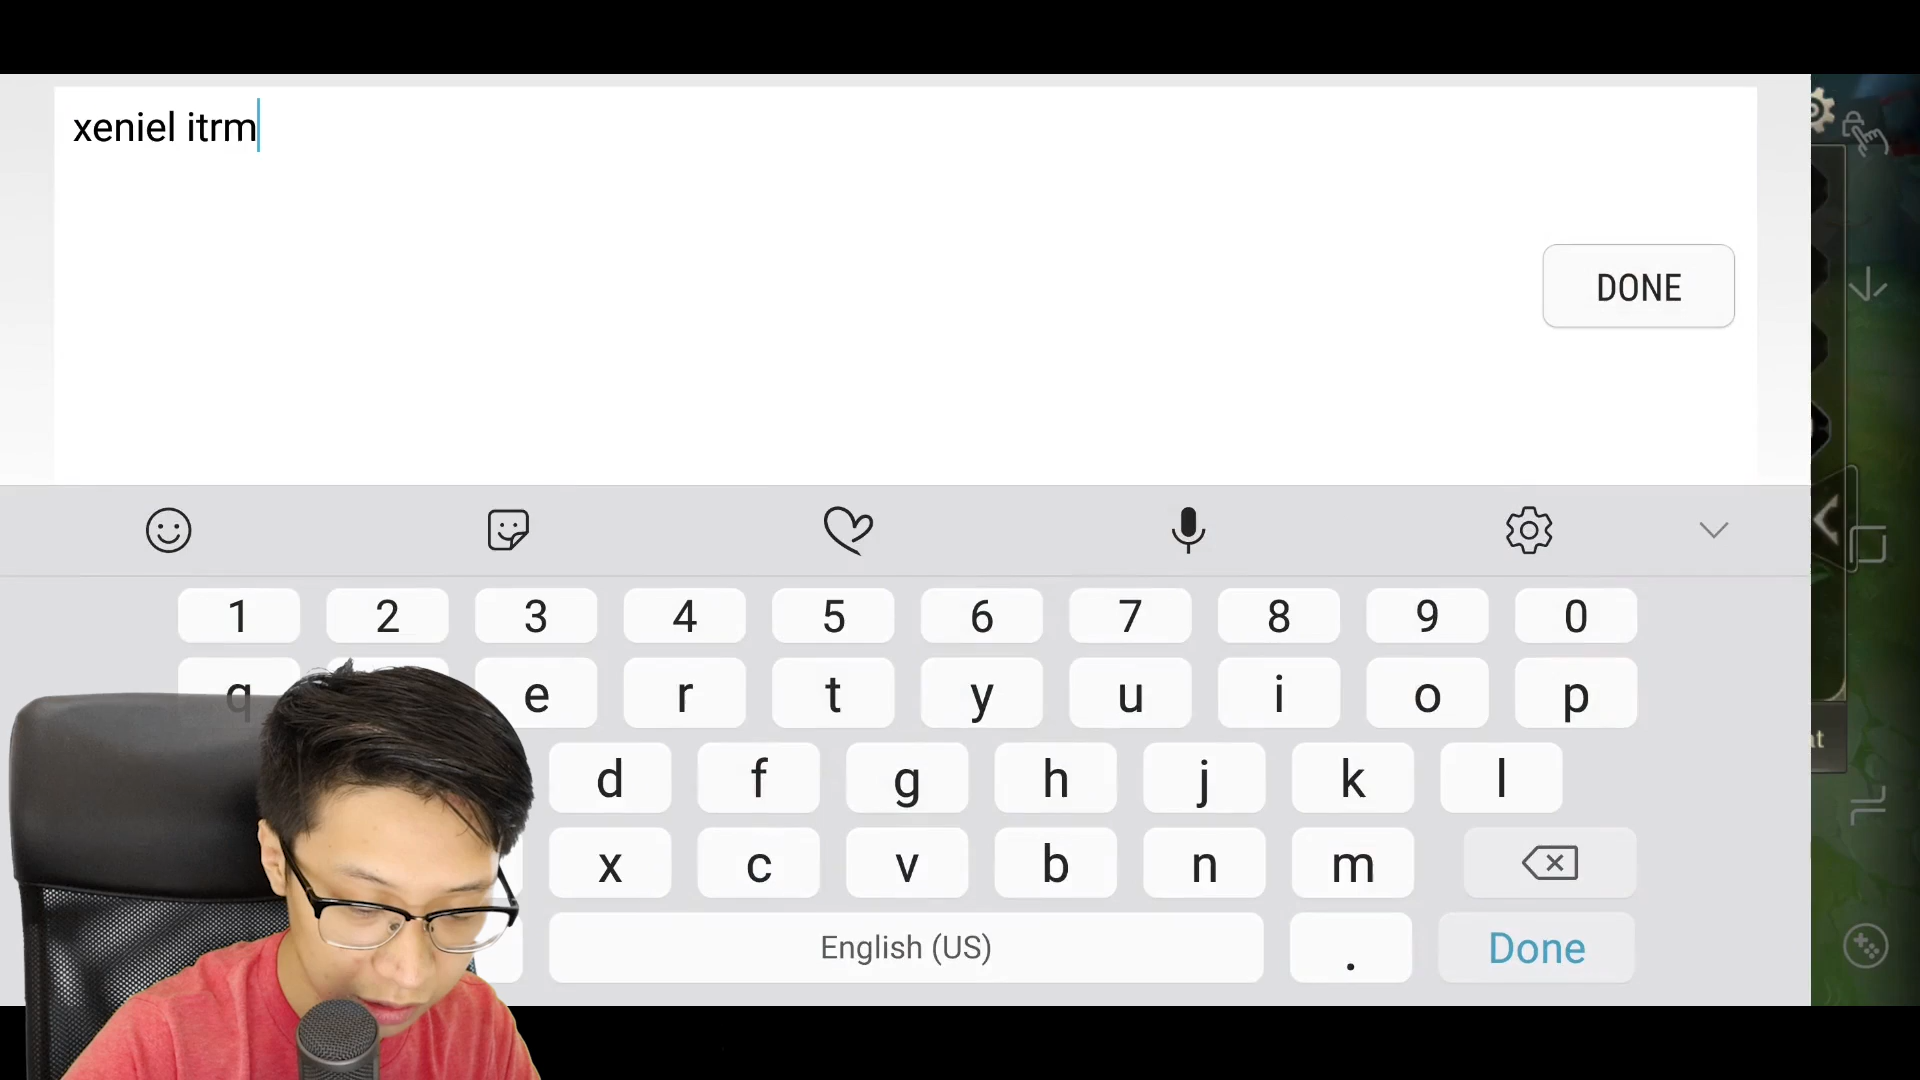 xeniel itrm
DONE
1 2 3 4 5 6 7 8 9 0
q e r t y u i o p
d f g h j k l
x c v b n m
English (US) . Done